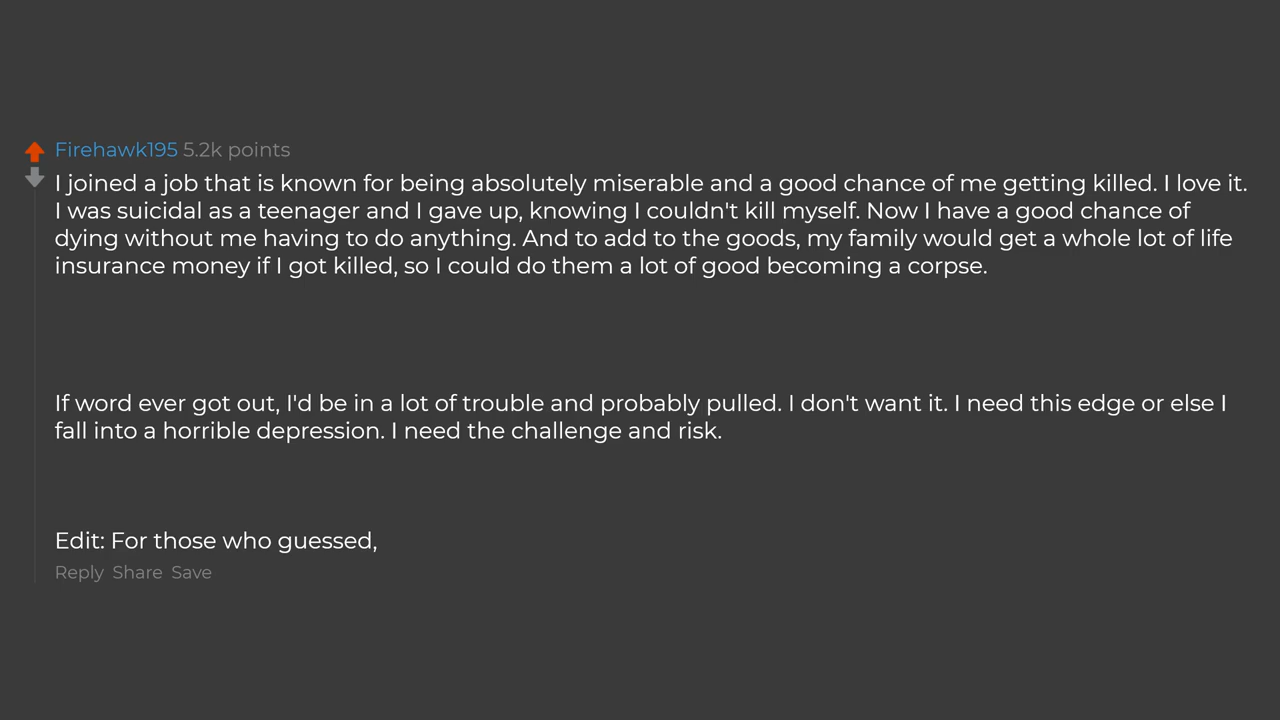 Firehawk195 5.2k points
I joined a job that is known for being absolutely miserable and a good chance of me getting killed. I love it.
I was suicidal as a teenager and I gave up, knowing I couldn't kill myself. Now I have a good chance of
dying without me having to do anything. And to add to the goods, my family would get a whole lot of life
insurance money if I got killed, so I could do them a lot of good becoming a corpse.
If word ever got out, I'd be in a lot of trouble and probably pulled. I don't want it. I need this edge or else I
fall into a horrible depression. I need the challenge and risk.
Edit: For those who guessed,
Reply Share Save